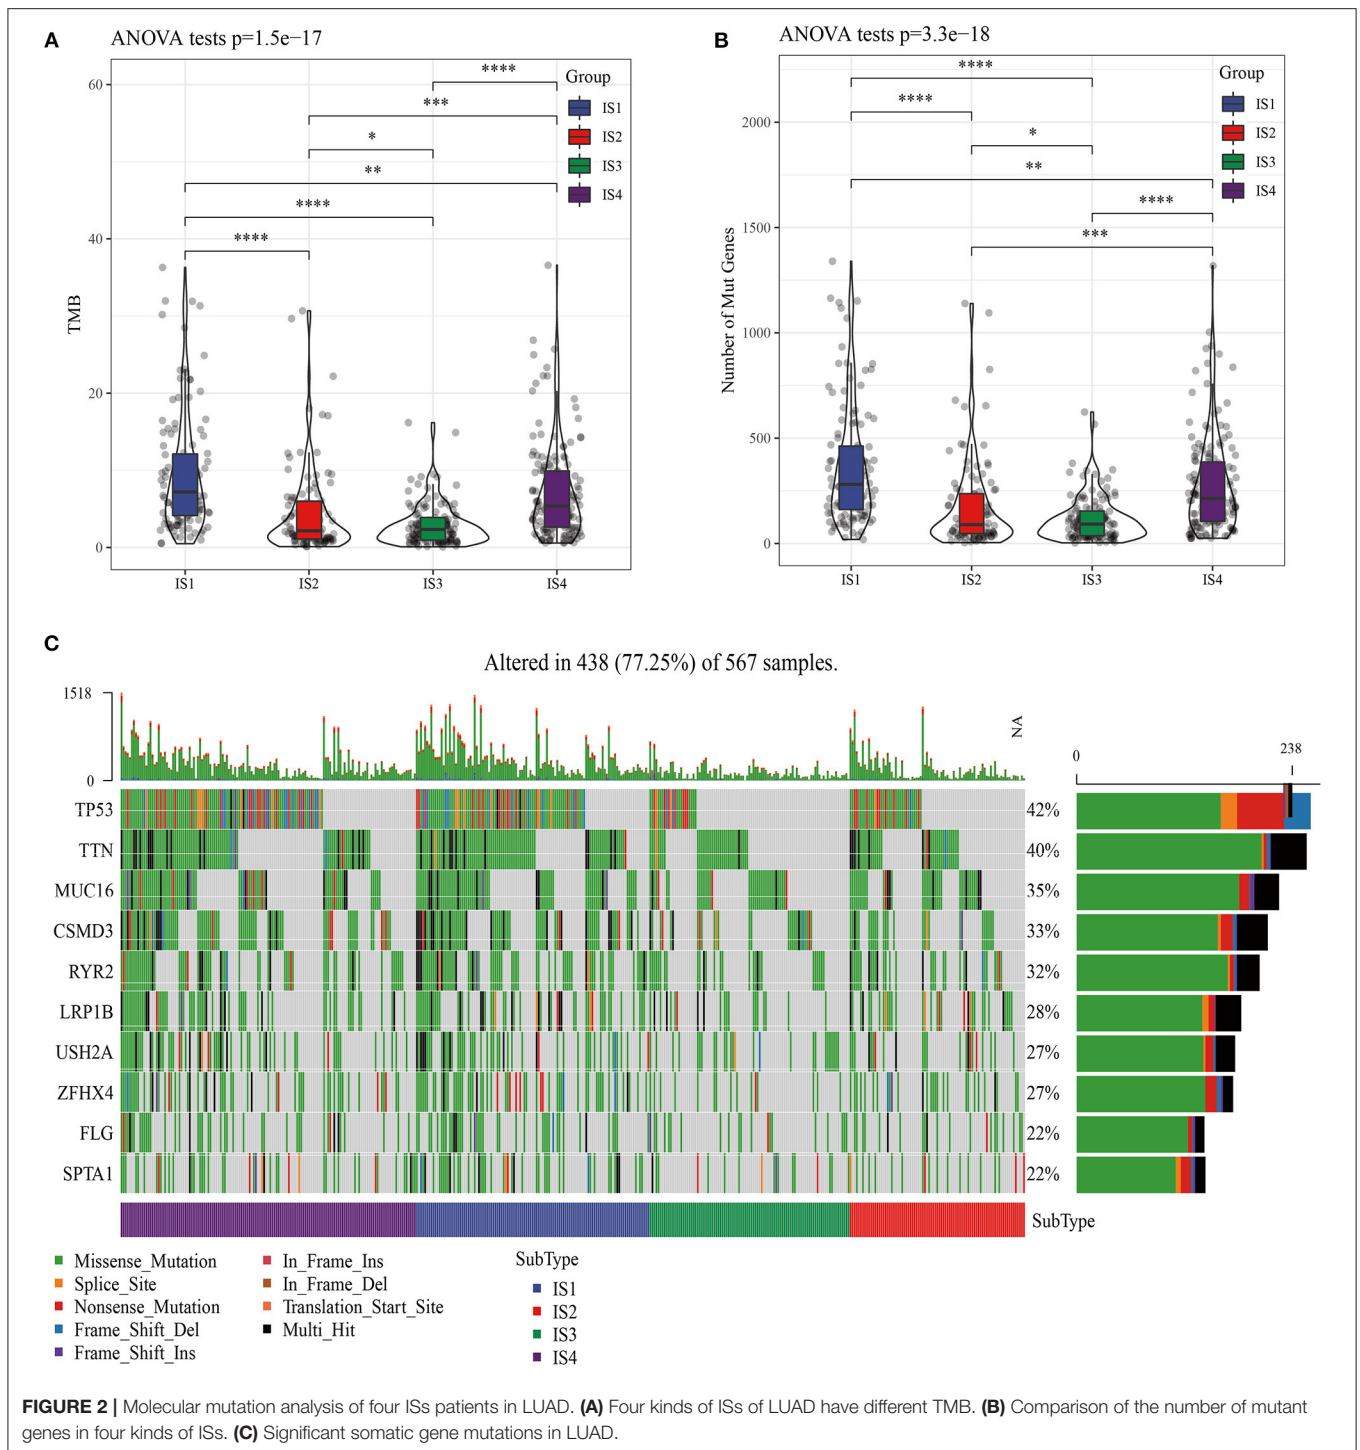 A
ANOVA tests p=1.5e−17
TMB
60
40
20
0
****
***
*
**
****
****
Group
IS1
IS2
IS3
IS4
IS1 IS2 IS3 IS4
B
ANOVA tests p=3.3e−18
Number of Mut Genes
2000
1500
1000
500
0
****
****
*
**
****
***
Group
IS1
IS2
IS3
IS4
IS1 IS2 IS3 IS4
C
Altered in 438 (77.25%) of 567 samples.
1518
0
NA
0 238
TP53 42%
TTN 40%
MUC16 35%
CSMD3 33%
RYR2 32%
LRP1B 28%
USH2A 27%
ZFHX4 27%
FLG 22%
SPTA1 22%
SubType
Missense_Mutation
Splice_Site
Nonsense_Mutation
Frame_Shift_Del
Frame_Shift_Ins
In_Frame_Ins
In_Frame_Del
Translation_Start_Site
Multi_Hit
SubType
IS1
IS2
IS3
IS4
FIGURE 2 | Molecular mutation analysis of four ISs patients in LUAD. (A) Four kinds of ISs of LUAD have different TMB. (B) Comparison of the number of mutant
genes in four kinds of ISs. (C) Significant somatic gene mutations in LUAD.